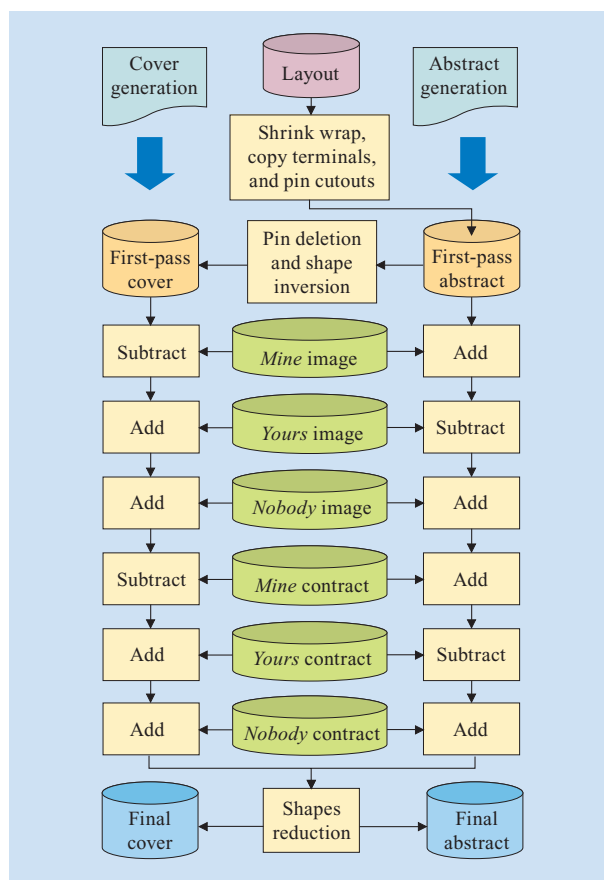 Cover
generation
Layout
Abstract
generation
Shrink wrap,
copy terminals,
and pin cutouts
First-pass
cover
Pin deletion
and shape
inversion
First-pass
abstract
Subtract
Mine image
Add
Add
Yours image
Subtract
Add
Nobody image
Add
Subtract
Mine contract
Add
Add
Yours contract
Subtract
Add
Nobody contract
Add
Final
cover
Shapes
reduction
Final
abstract